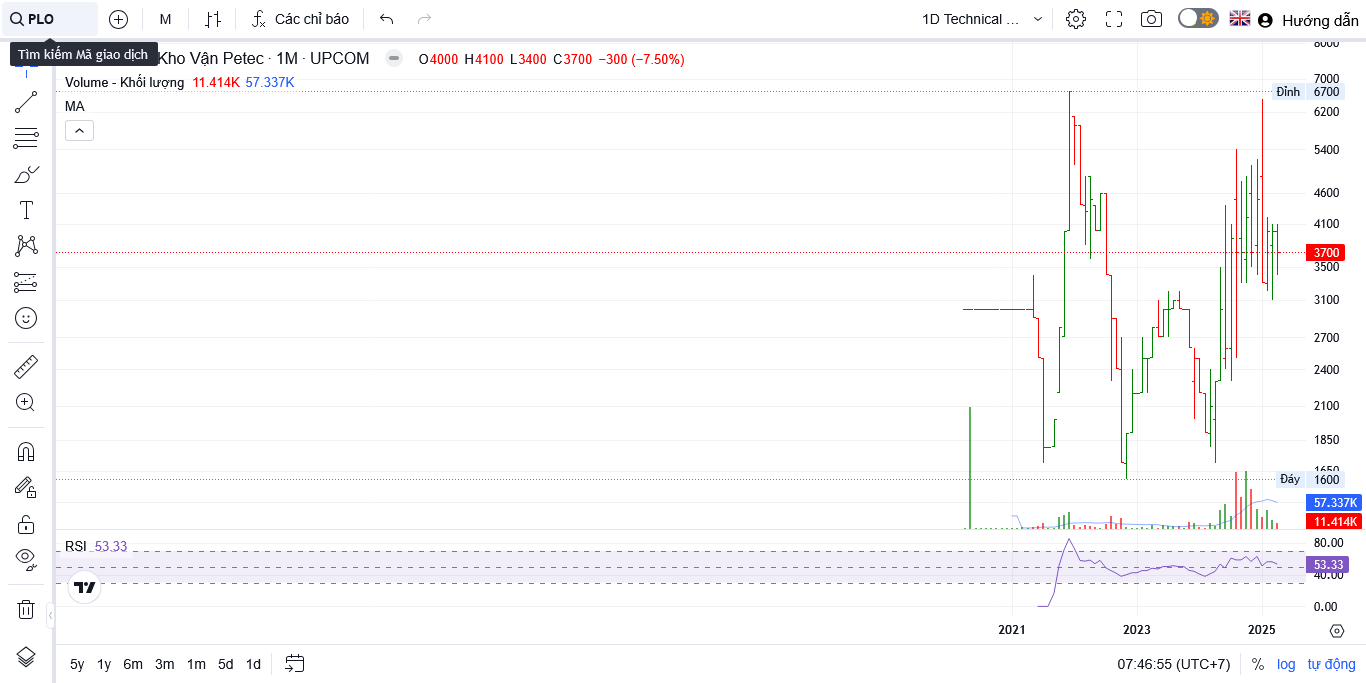 PLO
M
Các chỉ báo
1D Technical ...
Hướng dẫn
Tìm kiếm Mã giao dịch
Kho Vận Petec · 1M · UPCOM
O4000 H4100 L3400 C3700 −300 (−7.50%)
Volume - Khối lượng 11.414K 57.337K
MA
8000
7000
Đỉnh 6700
6200
5400
4600
4100
3700
3500
3100
2700
2400
2100
1850
1650
Đáy 1600
57.337K
11.414K
RSI 53.33
80.00
53.33
40.00
0.00
2021 2023 2025
5y 1y 6m 3m 1m 5d 1d
07:46:55 (UTC+7) % log tự động